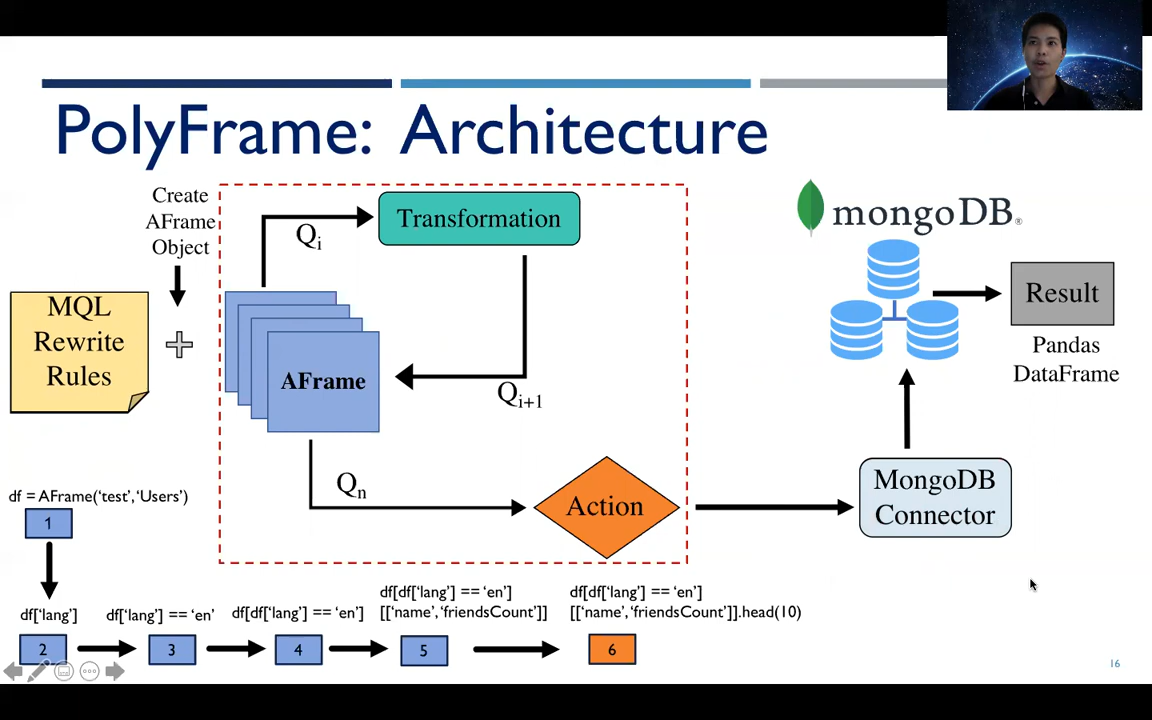 PolyFrame: Architecture
Create
AFrame
Object
MQL
Rewrite
Rules
Transformation
Qi
AFrame
Qi+1
Qn
Action
mongoDB®
Result
Pandas
DataFrame
MongoDB
Connector
df = AFrame(‘test’,‘Users’)
1
df[‘lang’]
2
df[‘lang’] == ‘en’
3
df[df[‘lang’] == ‘en’]
4
df[df[‘lang’] == ‘en’]
[[‘name’,‘friendsCount’]]
5
df[df[‘lang’] == ‘en’]
[[‘name’,‘friendsCount’]].head(10)
6
16